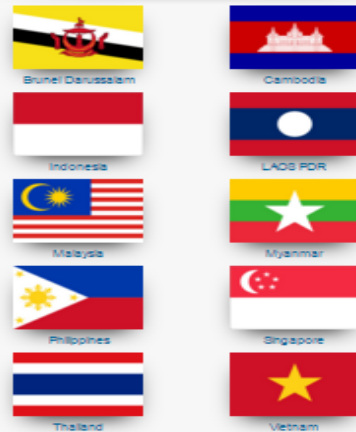 Brunei Darussalam
Cambodia
Indonesia
LAOS PDR
Malaysia
Myanmar
Philippines
Singapore
Thailand
Vietnam